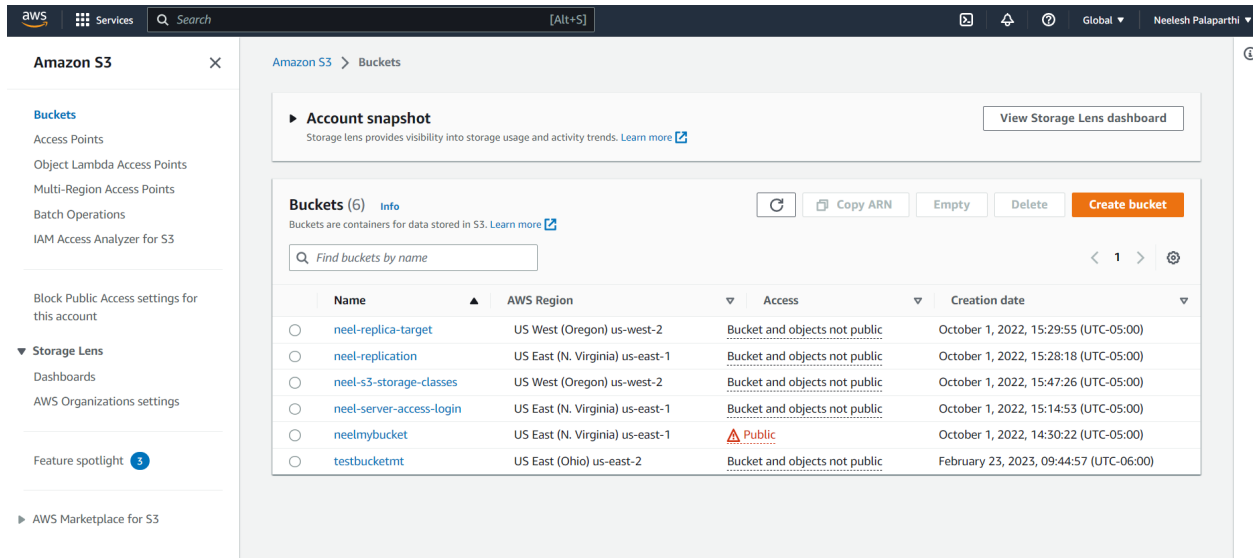 aws Services Search [Alt+S] Global Neelesh Palaparthi
Amazon S3
Buckets
Access Points
Object Lambda Access Points
Multi-Region Access Points
Batch Operations
IAM Access Analyzer for S3
Block Public Access settings for
this account
Storage Lens
Dashboards
AWS Organizations settings
Feature spotlight 3
AWS Marketplace for S3
Amazon S3 > Buckets
Account snapshot
Storage lens provides visibility into storage usage and activity trends. Learn more
View Storage Lens dashboard
Buckets (6) Info
Buckets are containers for data stored in S3. Learn more
Copy ARN Empty Delete Create bucket
Find buckets by name
1
Name AWS Region Access Creation date
neel-replica-target US West (Oregon) us-west-2 Bucket and objects not public October 1, 2022, 15:29:55 (UTC-05:00)
neel-replication US East (N. Virginia) us-east-1 Bucket and objects not public October 1, 2022, 15:28:18 (UTC-05:00)
neel-s3-storage-classes US West (Oregon) us-west-2 Bucket and objects not public October 1, 2022, 15:47:26 (UTC-05:00)
neel-server-access-login US East (N. Virginia) us-east-1 Bucket and objects not public October 1, 2022, 15:14:53 (UTC-05:00)
neelmybucket US East (N. Virginia) us-east-1 Public October 1, 2022, 14:30:22 (UTC-05:00)
testbucketmt US East (Ohio) us-east-2 Bucket and objects not public February 23, 2023, 09:44:57 (UTC-06:00)